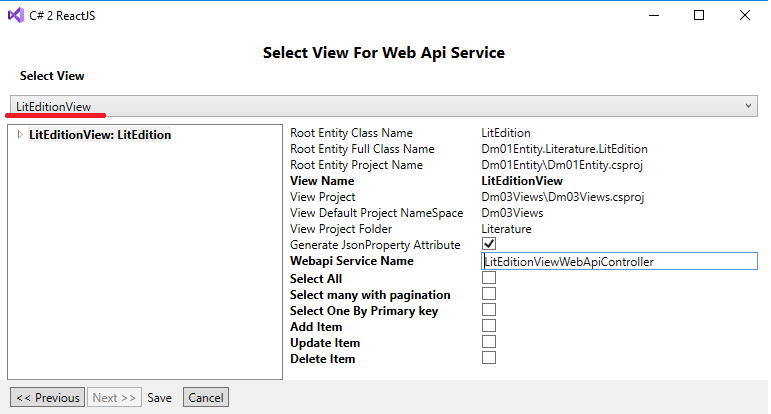 C# 2 ReactJS
Select View For Web Api Service
Select View
LitEditionView
LitEditionView: LitEdition
Root Entity Class Name LitEdition
Root Entity Full Class Name Dm01Entity.Literature.LitEdition
Root Entity Project Name Dm01Entity\Dm01Entity.csproj
View Name LitEditionView
View Project Dm03Views\Dm03Views.csproj
View Default Project NameSpace Dm03Views
View Project Folder Literature
Generate JsonProperty Attribute
Webapi Service Name LitEditionViewWebApiController
Select All
Select many with pagination
Select One By Primary key
Add Item
Update Item
Delete Item
<< Previous Next >> Save Cancel